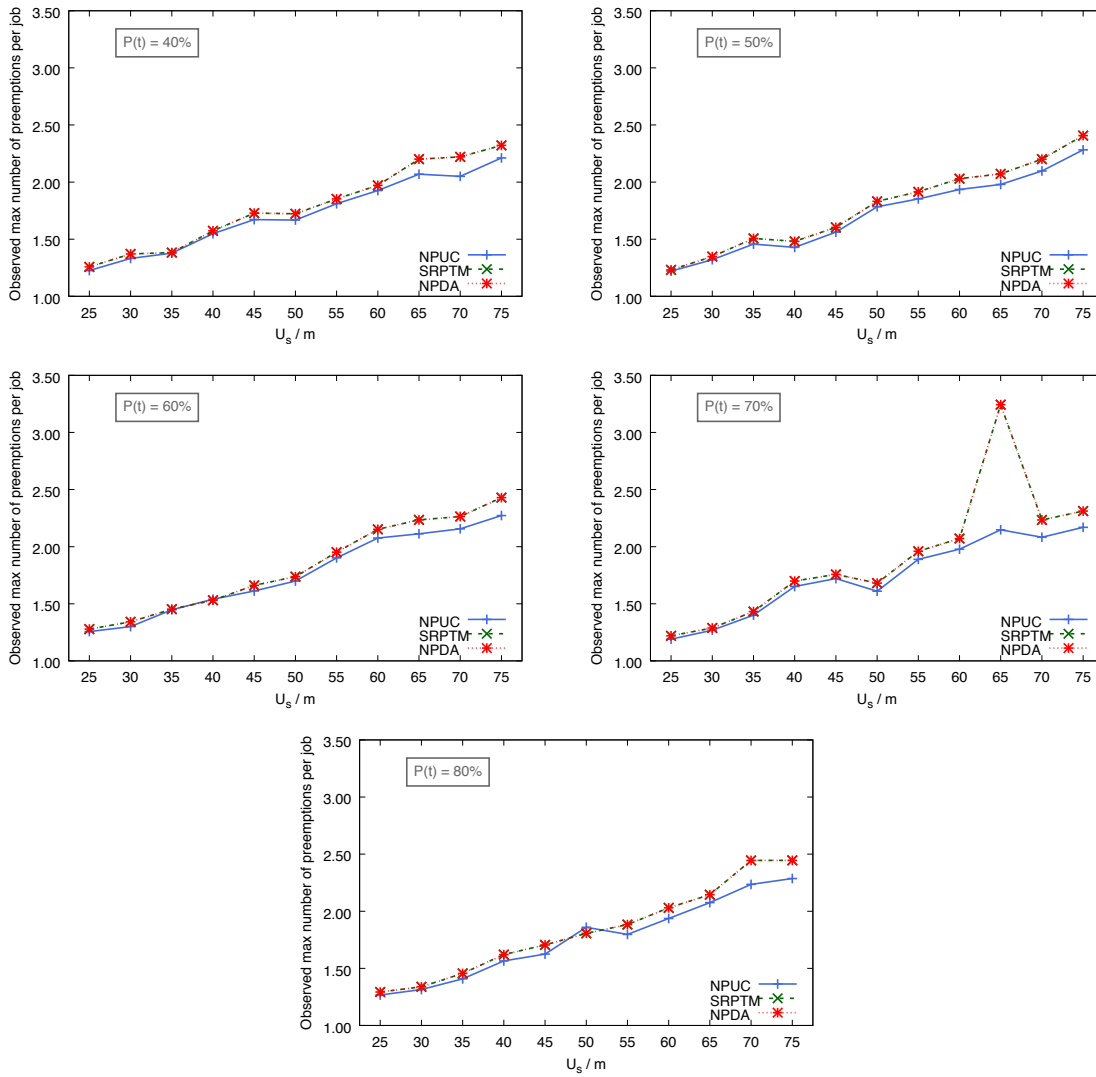 Observed max number of preemptions per job
3.50
3.00
2.50
2.00
1.50
1.00
P(t) = 40%
NPUC
SRPTM
NPDA
25 30 35 40 45 50 55 60 65 70 75
U_s / m
Observed max number of preemptions per job
3.50
3.00
2.50
2.00
1.50
1.00
P(t) = 50%
NPUC
SRPTM
NPDA
25 30 35 40 45 50 55 60 65 70 75
U_s / m
Observed max number of preemptions per job
3.50
3.00
2.50
2.00
1.50
1.00
P(t) = 60%
NPUC
SRPTM
NPDA
25 30 35 40 45 50 55 60 65 70 75
U_s / m
Observed max number of preemptions per job
3.50
3.00
2.50
2.00
1.50
1.00
P(t) = 70%
NPUC
SRPTM
NPDA
25 30 35 40 45 50 55 60 65 70 75
U_s / m
Observed max number of preemptions per job
3.50
3.00
2.50
2.00
1.50
1.00
P(t) = 80%
NPUC
SRPTM
NPDA
25 30 35 40 45 50 55 60 65 70 75
U_s / m